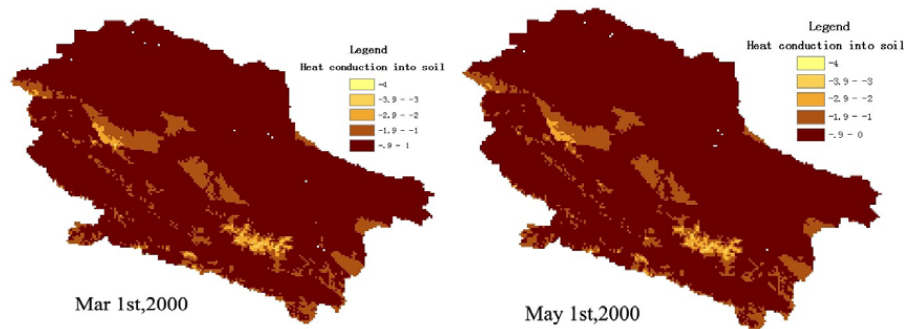 Legend
Heat conduction into soil
-4
-3.9 - -3
-2.9 - -2
-1.9 - -1
-.9 - 1
Mar 1st,2000
Legend
Heat conduction into soil
-4
-3.9 - -3
-2.9 - -2
-1.9 - -1
-.9 - 0
May 1st,2000